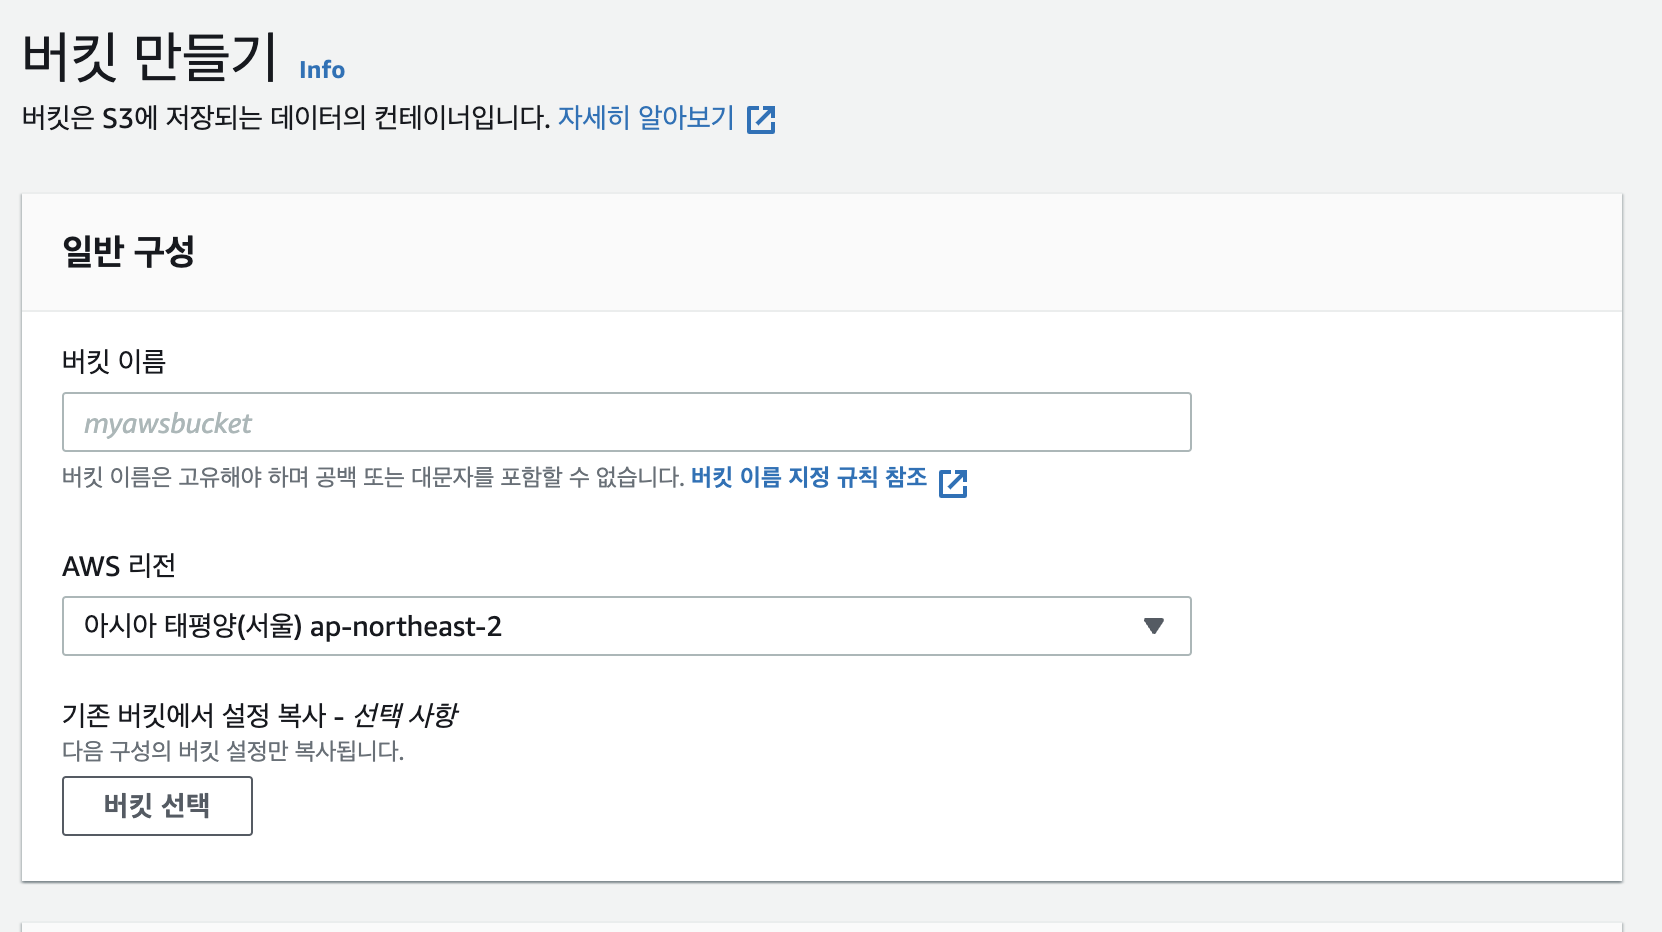 버킷 만들기 Info
버킷은 S3에 저장되는 데이터의 컨테이너입니다. 자세히 알아보기
일반 구성
버킷 이름
myawsbucket
버킷 이름은 고유해야 하며 공백 또는 대문자를 포함할 수 없습니다. 버킷 이름 지정 규칙 참조
AWS 리전
아시아 태평양(서울) ap-northeast-2
기존 버킷에서 설정 복사 - 선택 사항
다음 구성의 버킷 설정만 복사됩니다.
버킷 선택